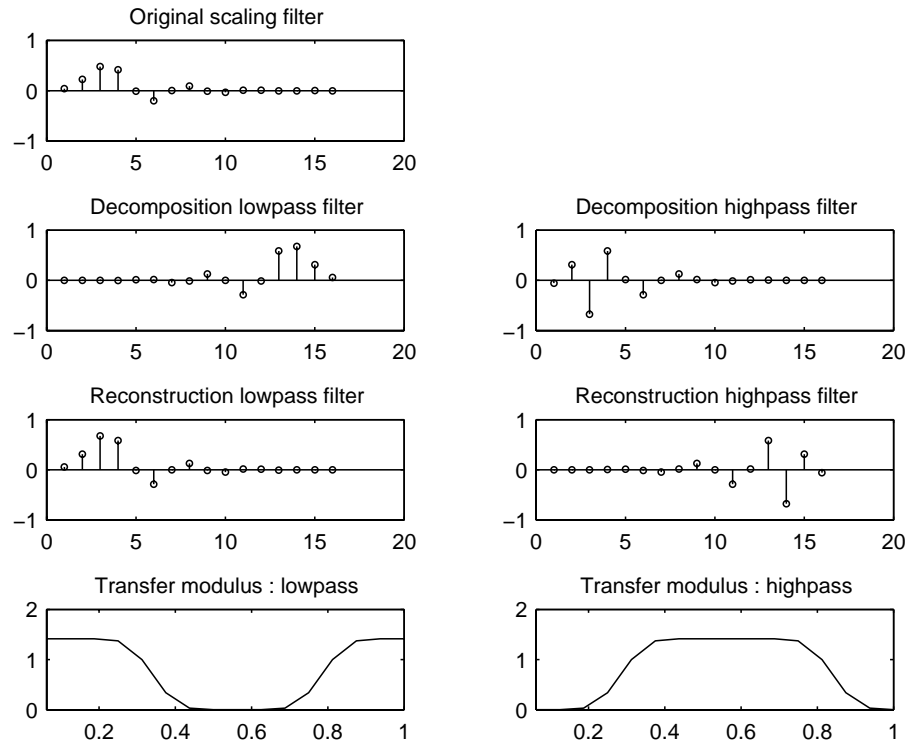 Original scaling filter
1
0
−1
0 5 10 15 20
Decomposition lowpass filter
1
0
−1
0 5 10 15 20
Decomposition highpass filter
1
0
−1
0 5 10 15 20
Reconstruction lowpass filter
1
0
−1
0 5 10 15 20
Reconstruction highpass filter
1
0
−1
0 5 10 15 20
Transfer modulus : lowpass
2
1
0
0.2 0.4 0.6 0.8 1
Transfer modulus : highpass
2
1
0
0.2 0.4 0.6 0.8 1